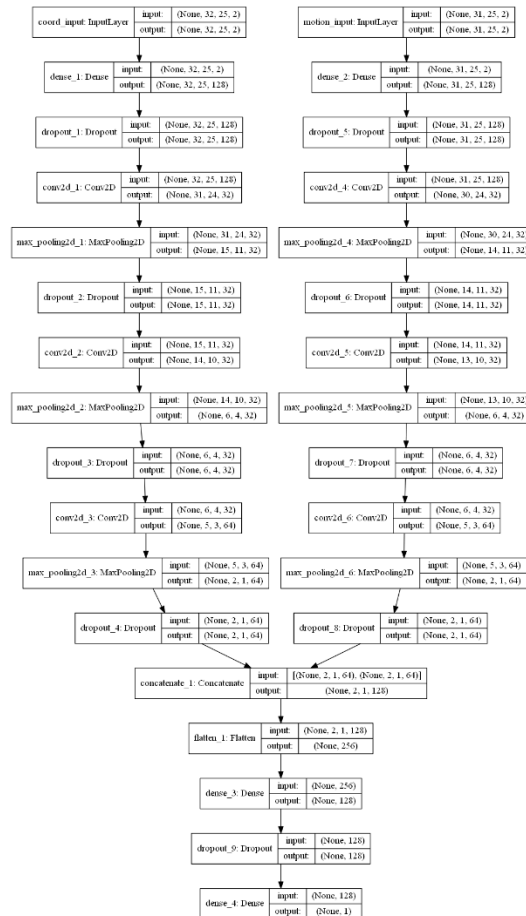 coord_input: InputLayer input: (None, 32, 25, 2)
output: (None, 32, 25, 2)
motion_input: InputLayer input: (None, 31, 25, 2)
output: (None, 31, 25, 2)
dense_1: Dense input: (None, 32, 25, 2)
output: (None, 32, 25, 128)
dense_2: Dense input: (None, 31, 25, 2)
output: (None, 31, 25, 128)
dropout_1: Dropout input: (None, 32, 25, 128)
output: (None, 32, 25, 128)
dropout_5: Dropout input: (None, 31, 25, 128)
output: (None, 31, 25, 128)
conv2d_1: Conv2D input: (None, 32, 25, 128)
output: (None, 31, 24, 32)
conv2d_4: Conv2D input: (None, 31, 25, 128)
output: (None, 30, 24, 32)
max_pooling2d_1: MaxPooling2D input: (None, 31, 24, 32)
output: (None, 15, 11, 32)
max_pooling2d_4: MaxPooling2D input: (None, 30, 24, 32)
output: (None, 14, 11, 32)
dropout_2: Dropout input: (None, 15, 11, 32)
output: (None, 15, 11, 32)
dropout_6: Dropout input: (None, 14, 11, 32)
output: (None, 14, 11, 32)
conv2d_2: Conv2D input: (None, 15, 11, 32)
output: (None, 14, 10, 32)
conv2d_5: Conv2D input: (None, 14, 11, 32)
output: (None, 13, 10, 32)
max_pooling2d_2: MaxPooling2D input: (None, 14, 10, 32)
output: (None, 6, 4, 32)
max_pooling2d_5: MaxPooling2D input: (None, 13, 10, 32)
output: (None, 6, 4, 32)
dropout_3: Dropout input: (None, 6, 4, 32)
output: (None, 6, 4, 32)
dropout_7: Dropout input: (None, 6, 4, 32)
output: (None, 6, 4, 32)
conv2d_3: Conv2D input: (None, 6, 4, 32)
output: (None, 5, 3, 64)
conv2d_6: Conv2D input: (None, 6, 4, 32)
output: (None, 5, 3, 64)
max_pooling2d_3: MaxPooling2D input: (None, 5, 3, 64)
output: (None, 2, 1, 64)
max_pooling2d_6: MaxPooling2D input: (None, 5, 3, 64)
output: (None, 2, 1, 64)
dropout_4: Dropout input: (None, 2, 1, 64)
output: (None, 2, 1, 64)
dropout_8: Dropout input: (None, 2, 1, 64)
output: (None, 2, 1, 64)
concatenate_1: Concatenate input: [(None, 2, 1, 64), (None, 2, 1, 64)]
output: (None, 2, 1, 128)
flatten_1: Flatten input: (None, 2, 1, 128)
output: (None, 256)
dense_3: Dense input: (None, 256)
output: (None, 128)
dropout_9: Dropout input: (None, 128)
output: (None, 128)
dense_4: Dense input: (None, 128)
output: (None, 1)